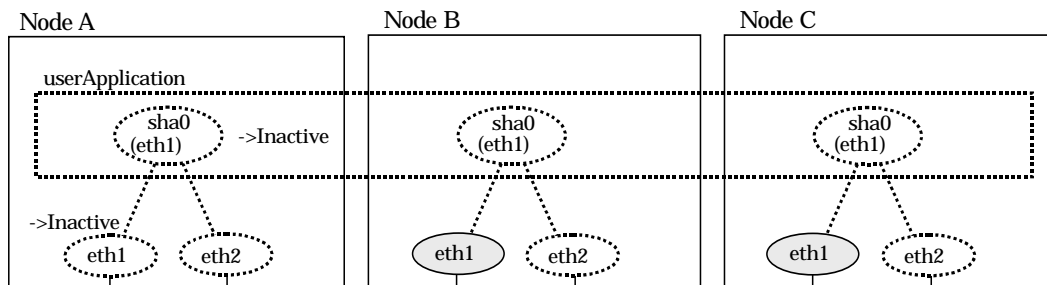 Node A
Node B
Node C
userApplication
sha0
(eth1)
->Inactive
sha0
(eth1)
sha0
(eth1)
->Inactive
eth1
eth2
eth1
eth2
eth1
eth2